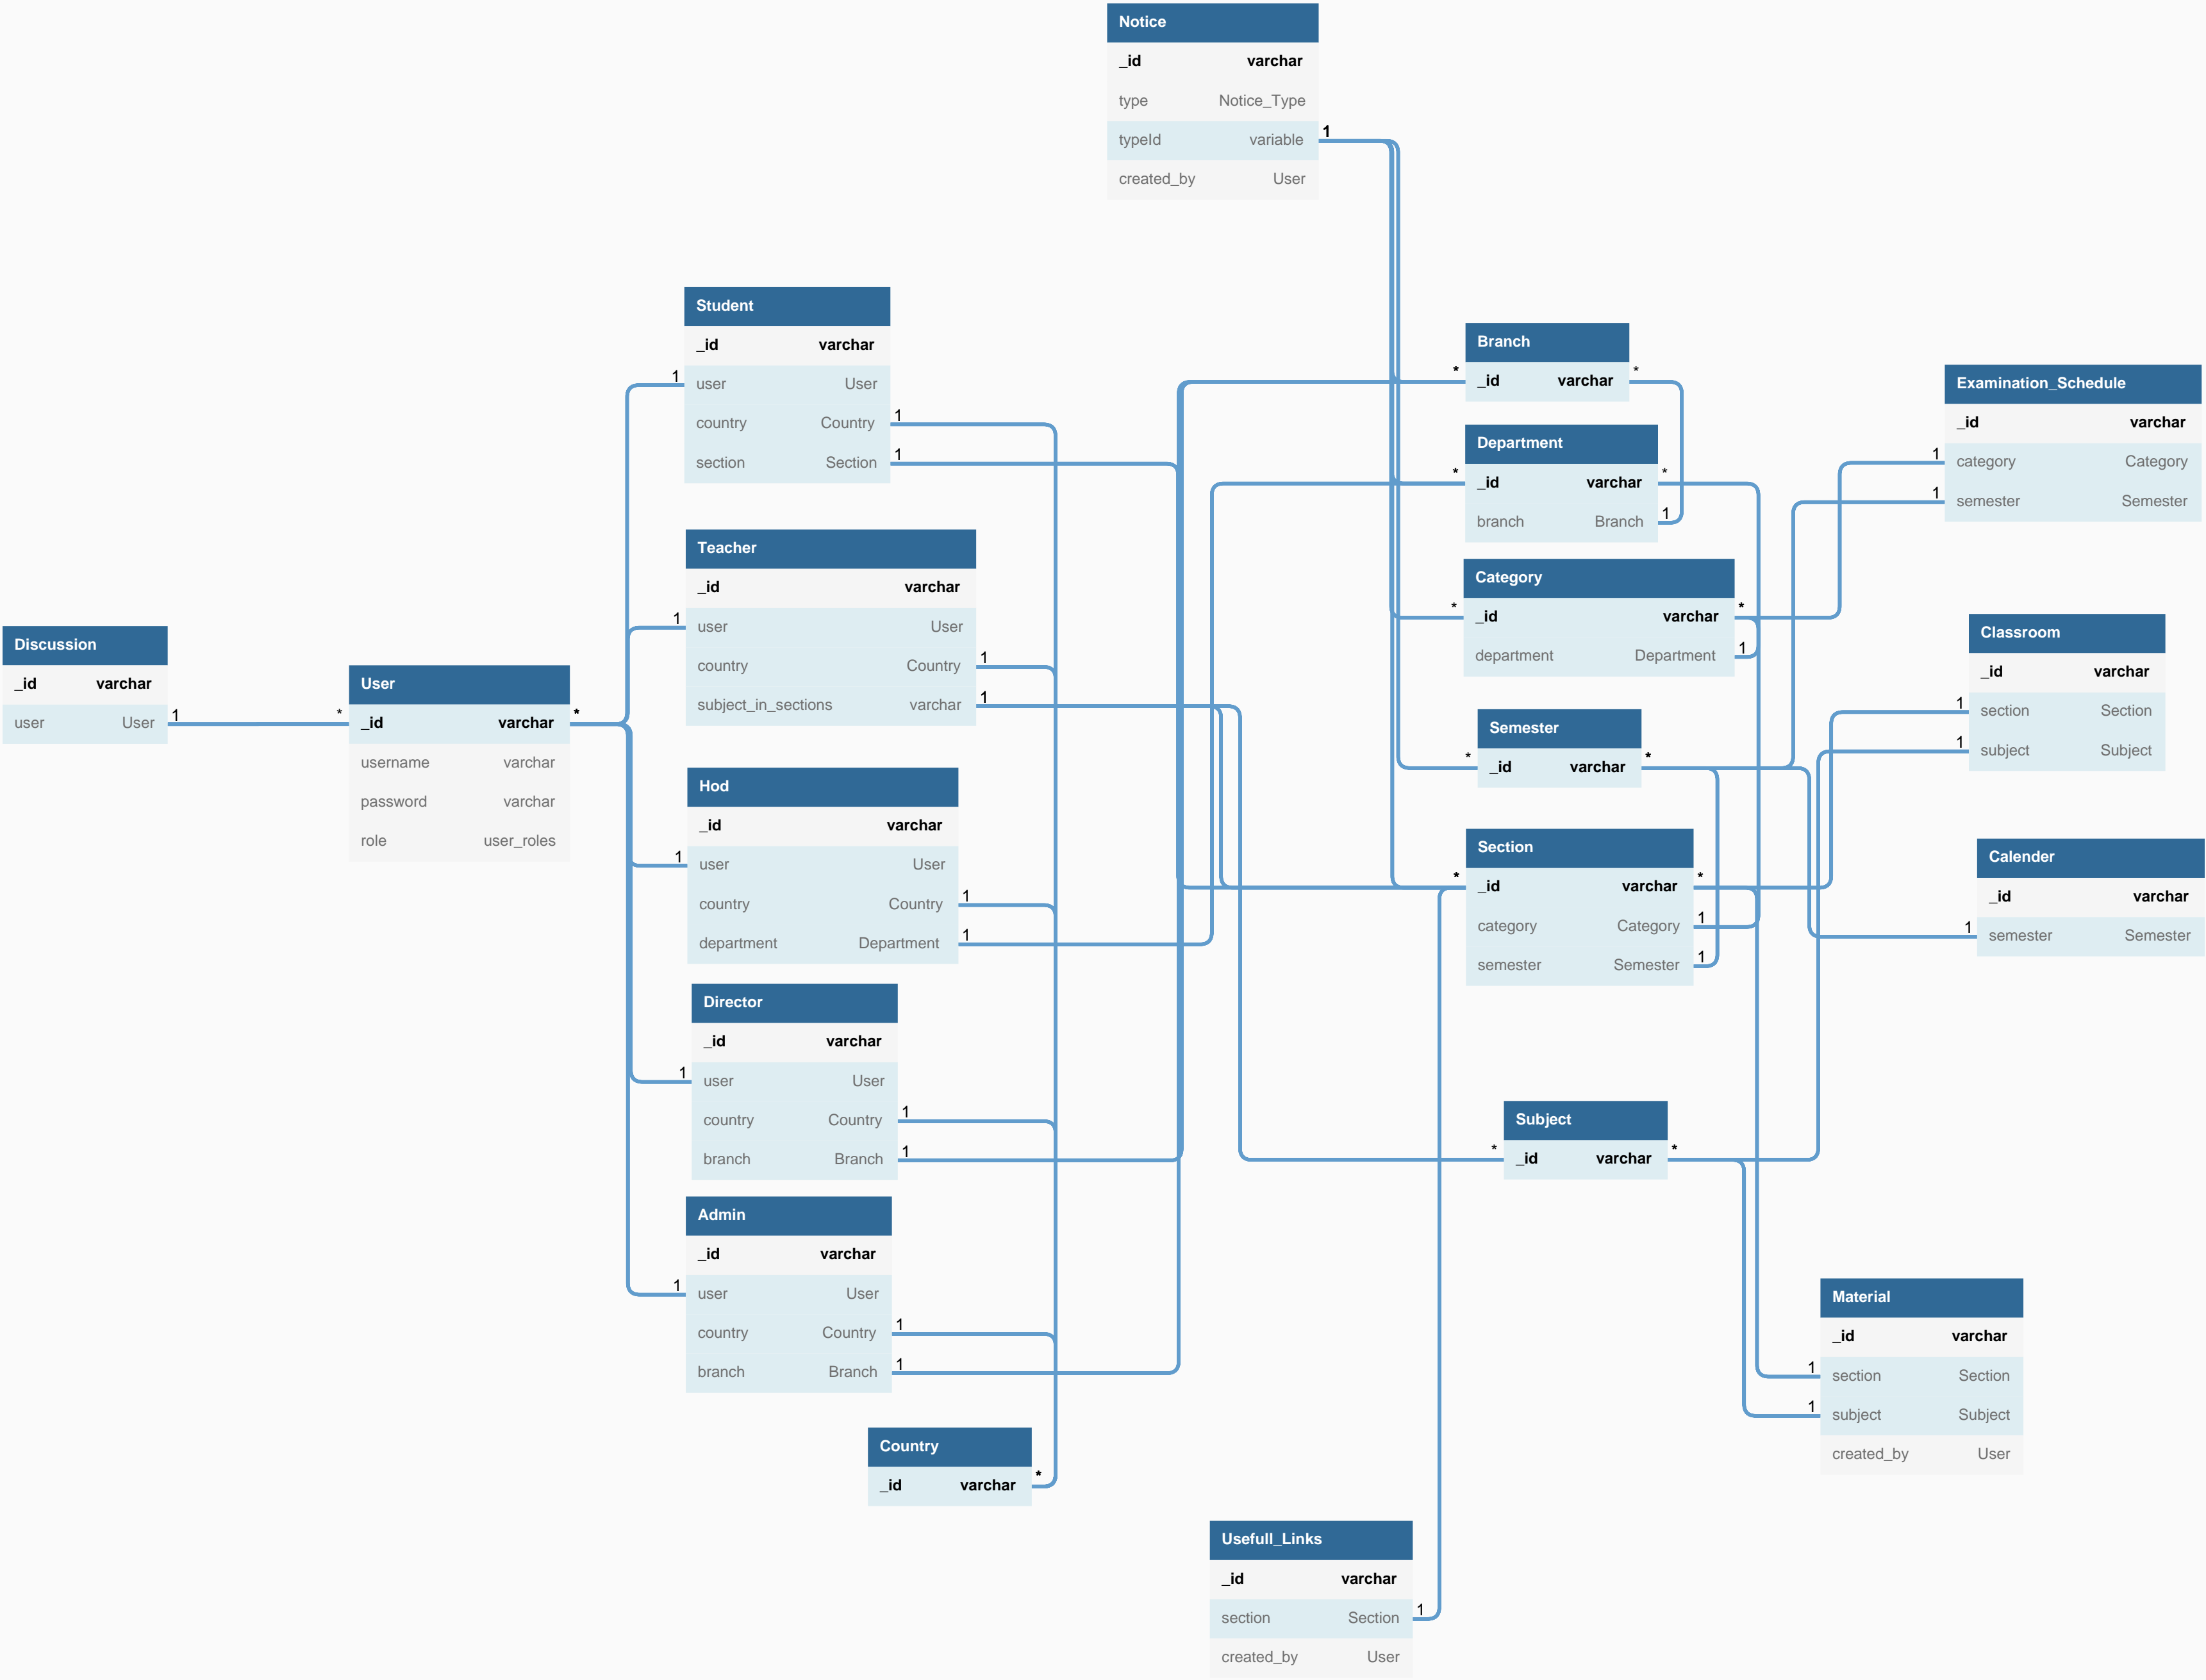 Notice
_id varchar
type Notice_Type
typeId variable
1
created_by User
Student
_id varchar
1
user User
country Country
1
section Section
1
Teacher
_id varchar
1
user User
country Country
1
subject_in_sections varchar
1
Discussion
_id varchar
user User
1
User
*
_id varchar
*
username varchar
password varchar
role user_roles
Hod
_id varchar
1
user User
country Country
1
department Department
1
Director
_id varchar
1
user User
country Country
1
branch Branch
1
Admin
_id varchar
1
user User
country Country
1
branch Branch
1
Country
_id varchar
*
Branch
*
_id varchar
*
Department
*
_id varchar
*
branch Branch
1
Category
*
_id varchar
*
department Department
1
Semester
*
_id varchar
*
Section
*
_id varchar
*
category Category
1
semester Semester
1
Subject
*
_id varchar
*
Examination_Schedule
_id varchar
1
category Category
1
semester Semester
Classroom
_id varchar
1
section Section
1
subject Subject
Calender
_id varchar
1
semester Semester
Material
_id varchar
1
section Section
1
subject Subject
created_by User
Usefull_Links
_id varchar
section Section
1
created_by User